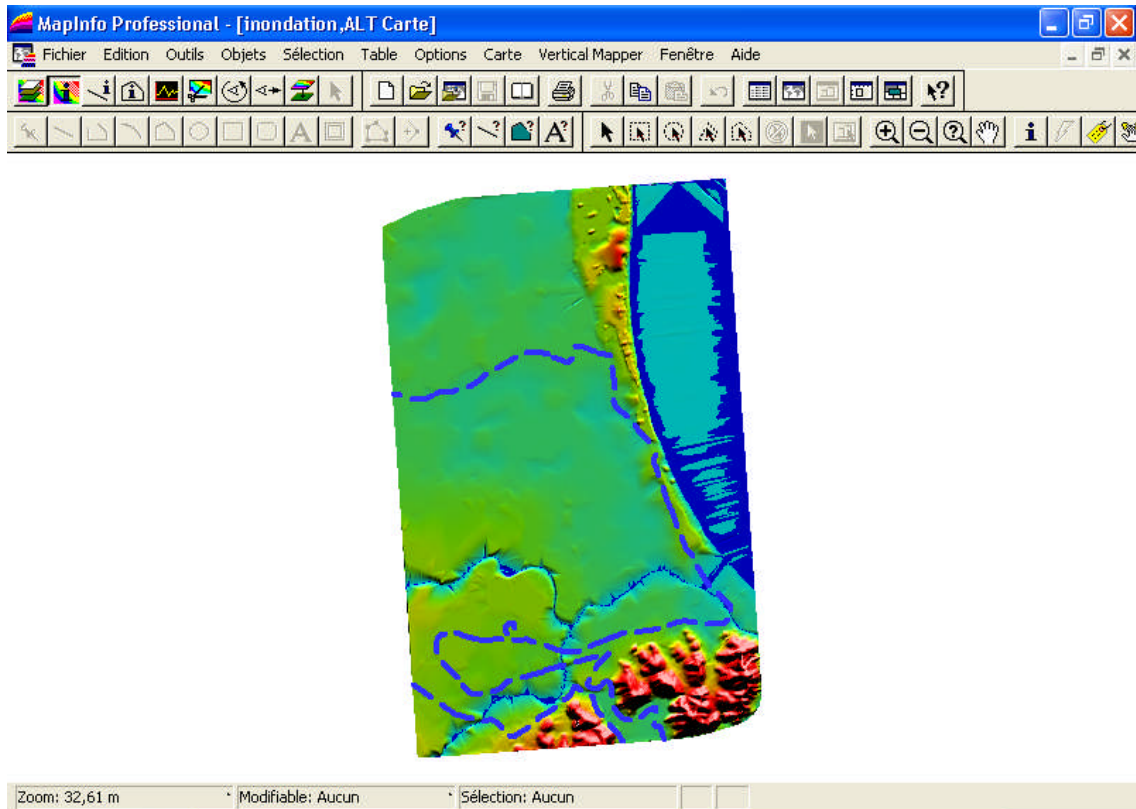 MapInfo Professional - [inondation,ALT Carte]
Fichier Edition Outils Objets Sélection Table Options Carte Vertical Mapper Fenêtre Aide
Zoom: 32,61 m Modifiable: Aucun Sélection: Aucun